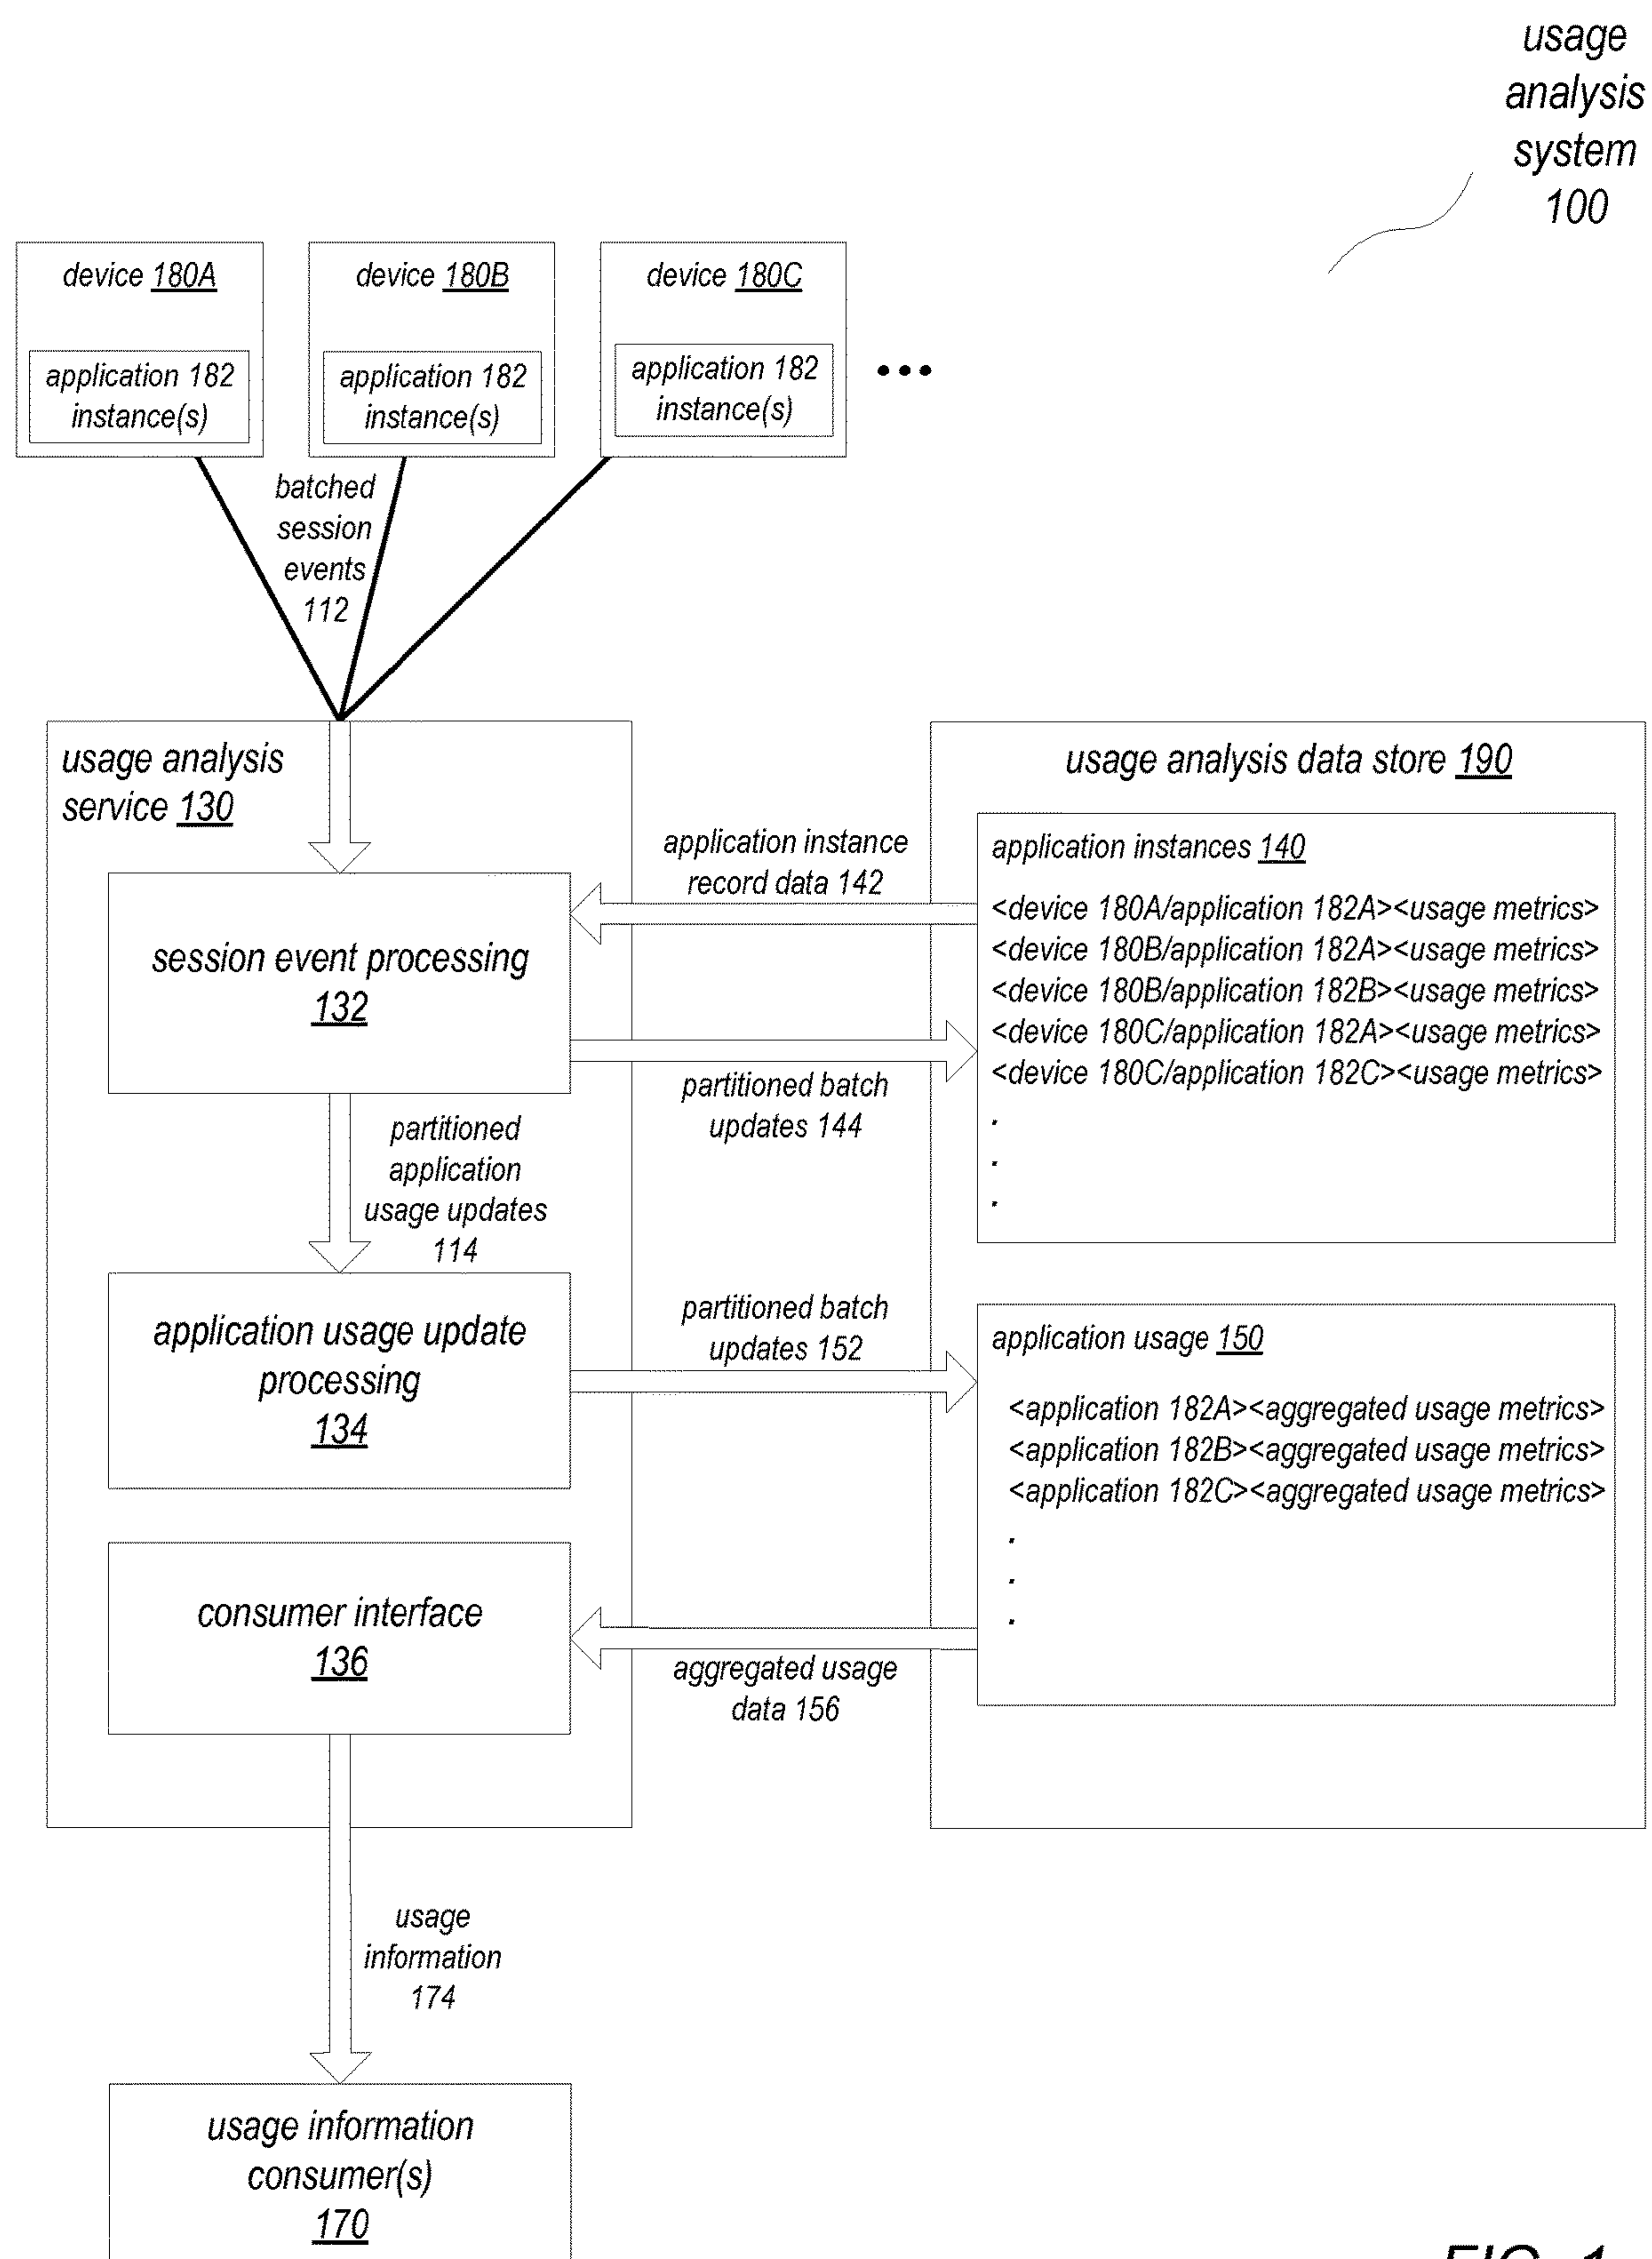 usage
analysis
system
100
device 180A
application 182
instance(s)
device 180B
application 182
instance(s)
device 180C
application 182
instance(s)
batched
session
events
112
usage analysis
service 130
session event processing
132
partitioned
application
usage updates
114
application usage update
processing
134
consumer interface
136
application instance
record data 142
partitioned batch
updates 144
partitioned batch
updates 152
aggregated usage
data 156
usage analysis data store 190
application instances 140
<device 180A/application 182A><usage metrics>
<device 180B/application 182A><usage metrics>
<device 180B/application 182B><usage metrics>
<device 180C/application 182A><usage metrics>
<device 180C/application 182C><usage metrics>
.
.
.
application usage 150
<application 182A><aggregated usage metrics>
<application 182B><aggregated usage metrics>
<application 182C><aggregated usage metrics>
.
.
.
usage
information
174
usage information
consumer(s)
170
FIG. 1